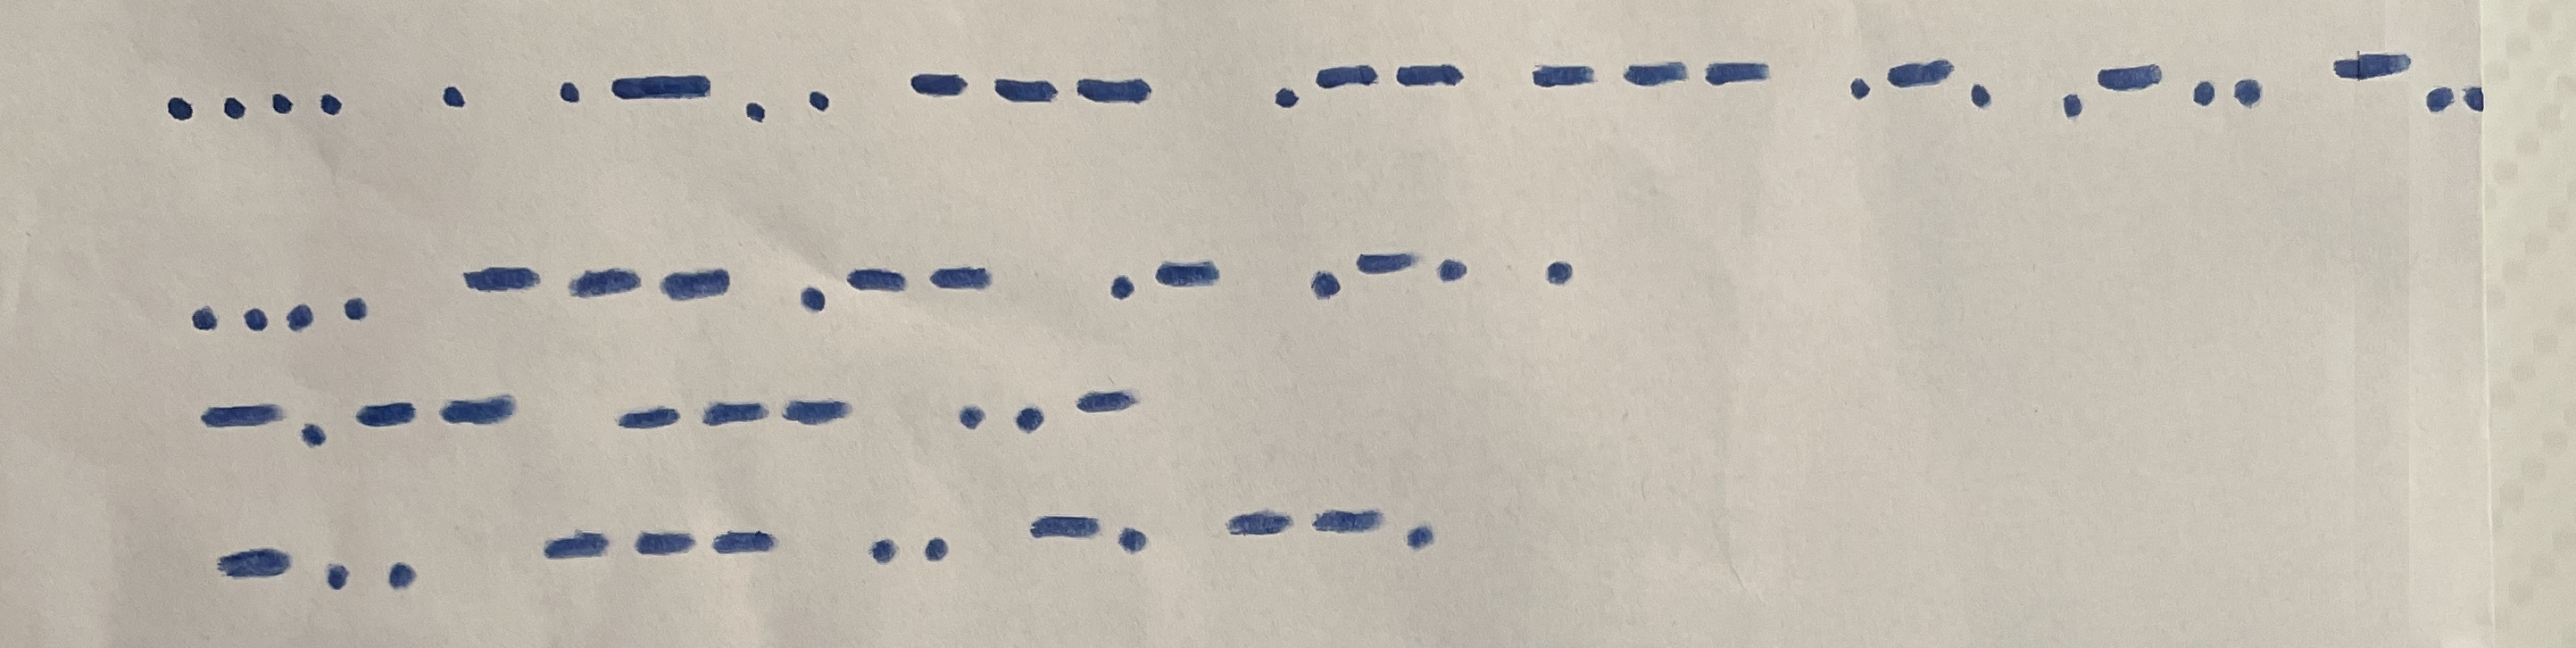 .... . .-.. --- .-- --- .-. .-.. -..
.... --- .-- .- .-. .
-.-- --- ..-
-.. --- .. -. --.